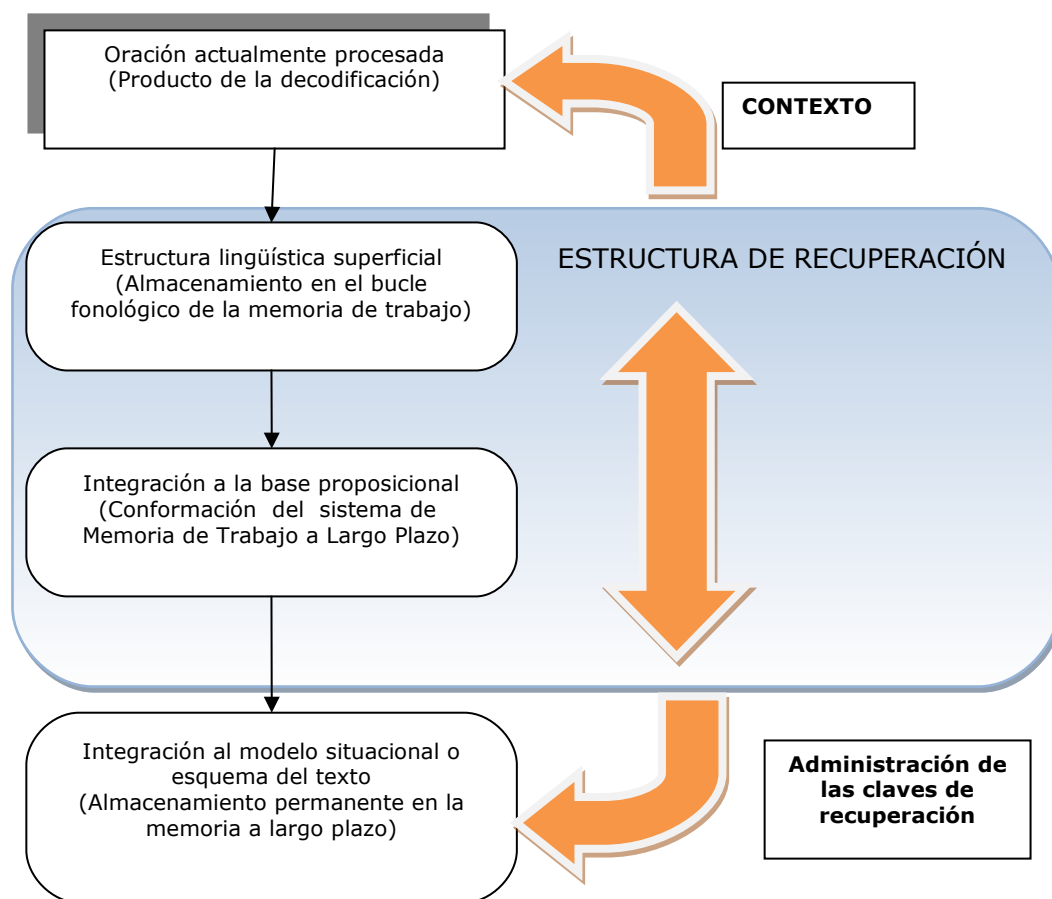 Oración actualmente procesada
(Producto de la decodificación)
CONTEXTO
Estructura lingüística superficial
(Almacenamiento en el bucle
fonológico de la memoria de trabajo)
ESTRUCTURA DE RECUPERACIÓN
Integración a la base proposicional
(Conformación del sistema de
Memoria de Trabajo a Largo Plazo)
Integración al modelo situacional o
esquema del texto
(Almacenamiento permanente en la
memoria a largo plazo)
Administración de
las claves de
recuperación